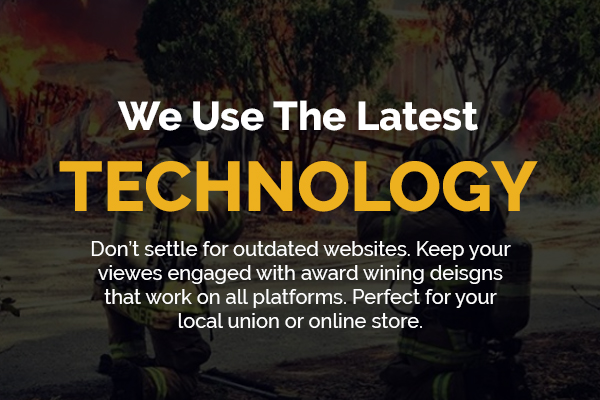 We Use The Latest
TECHNOLOGY
Don't settle for outdated websites. Keep your
viewes engaged with award wining deisgns
that work on all platforms. Perfect for your
local union or online store.